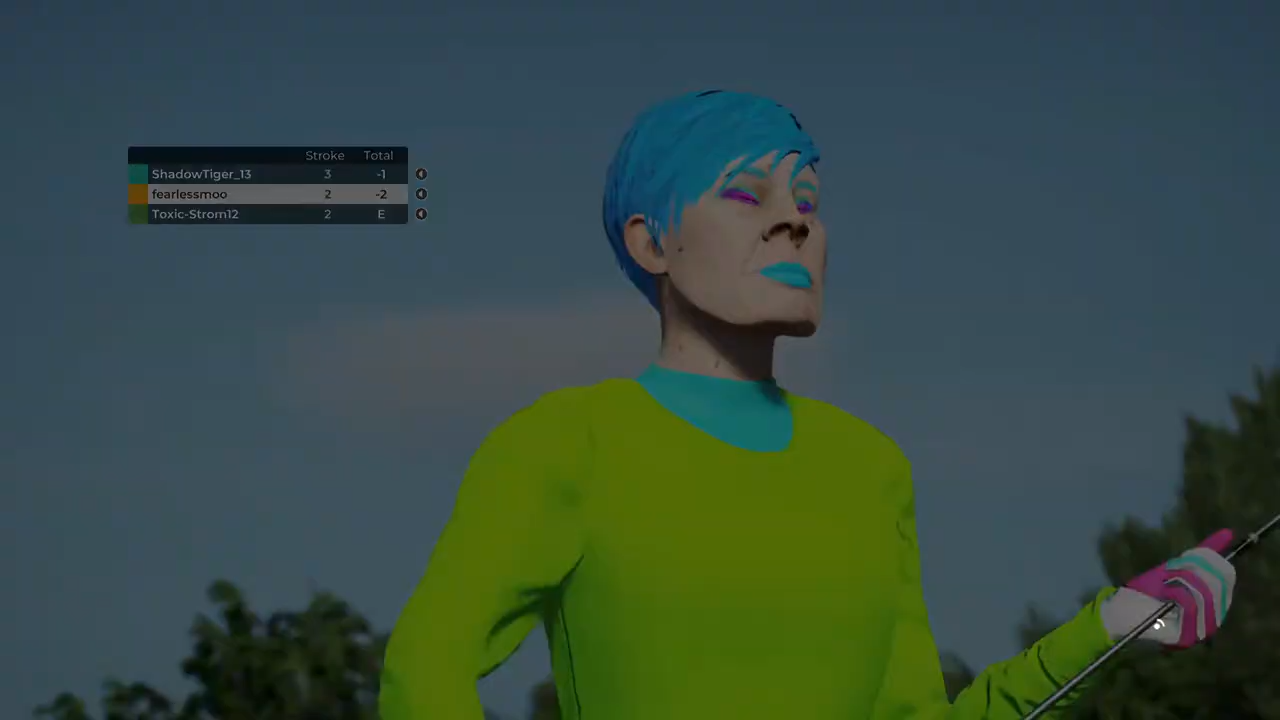 Stroke Total
ShadowTiger_13 3 -1
fearlessmoo 2 -2
Toxic-Strom12 2 E